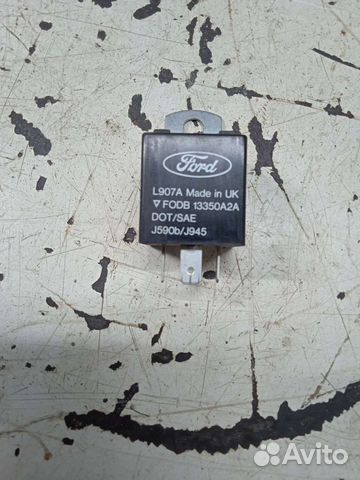 Ford
L907A Made in UK
▽ FODB 13350A2A
DOT/SAE
J590b/J945
Avito